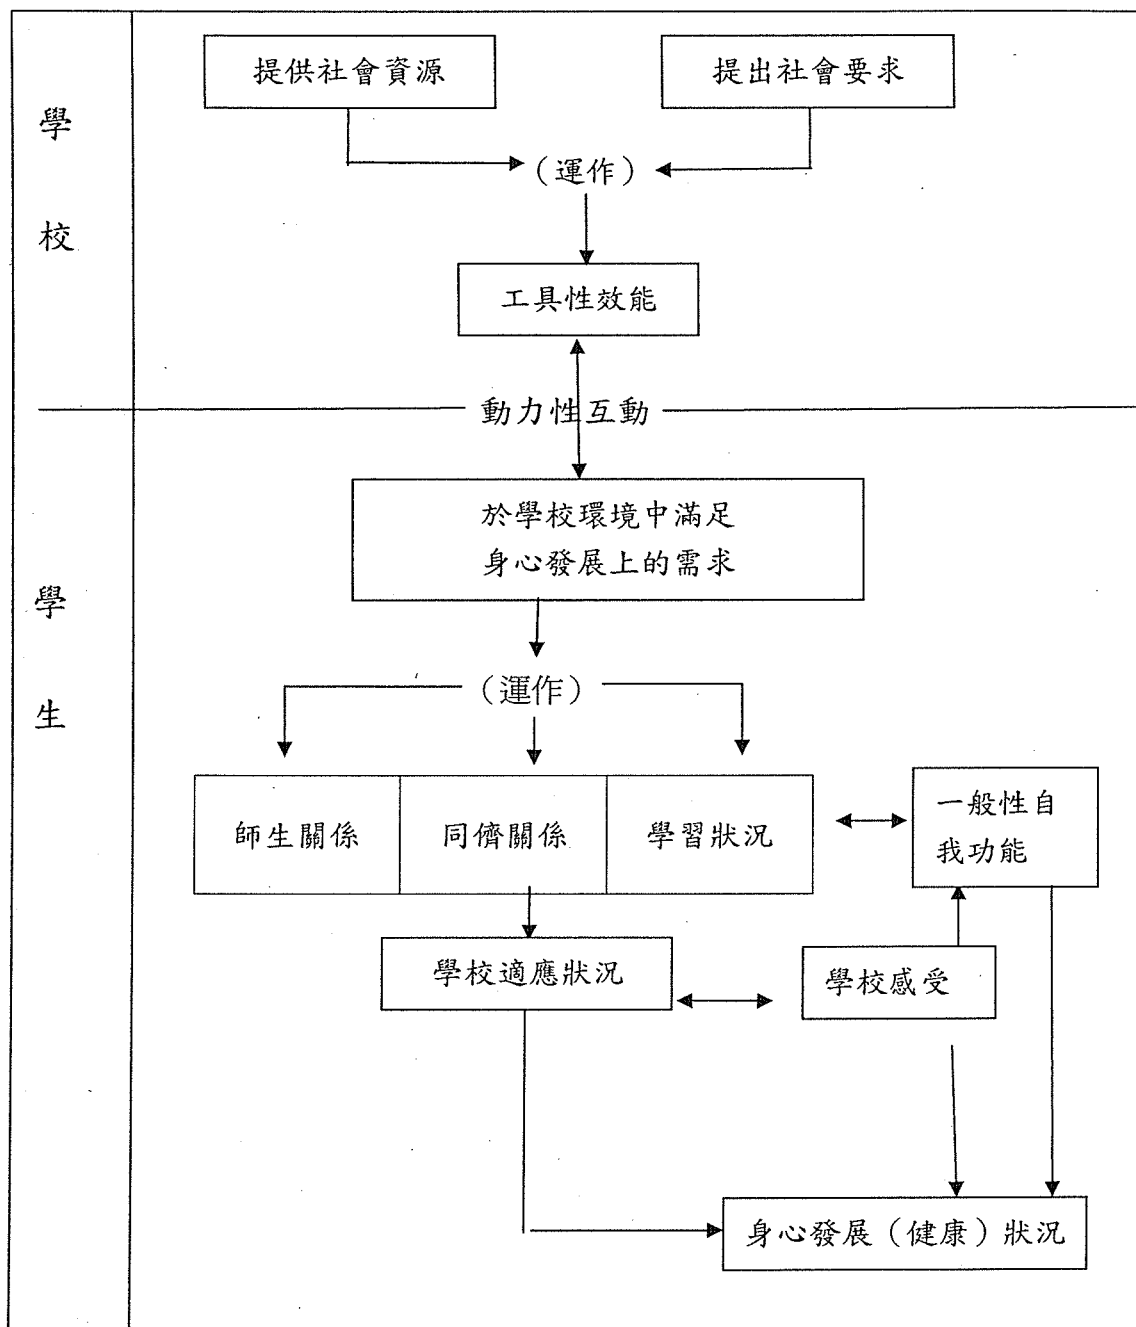 學
校
提供社會資源
提出社會要求
（運作）
工具性效能
動力性互動
學
生
於學校環境中滿足
身心發展上的需求
（運作）
師生關係
同儕關係
學習狀況
一般性自
我功能
學校適應狀況
學校感受
身心發展（健康）狀況